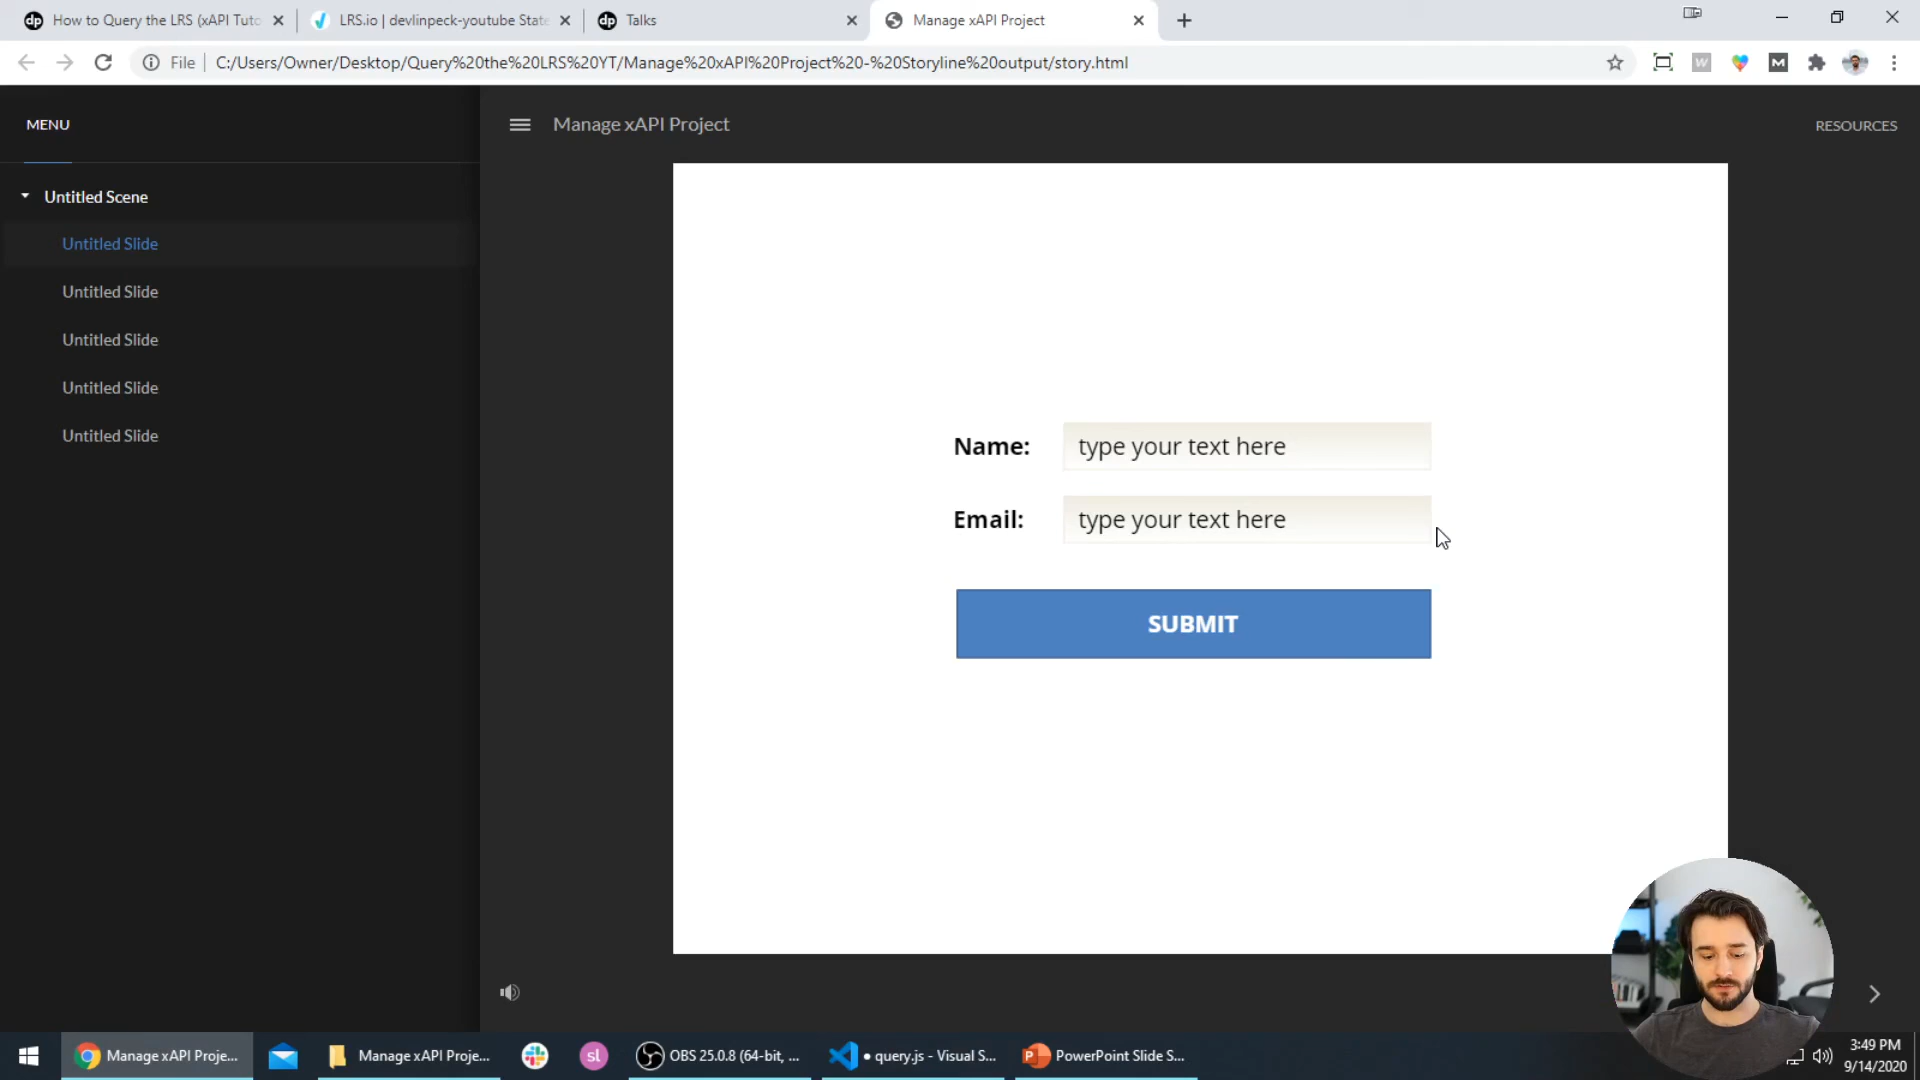 How to Query the LRS (xAPI Tuto
LRS.io | devlinpeck-youtube State
Talks
Manage xAPI Project
File
C:/Users/Owner/Desktop/Query%20the%20LRS%20YT/Manage%20xAPI%20Project%20-%20Storyline%20output/story.html
MENU
Manage xAPI Project
RESOURCES
Untitled Scene
Untitled Slide
Untitled Slide
Untitled Slide
Untitled Slide
Untitled Slide
Name: type your text here
Email: type your text here
SUBMIT
Manage xAPI Proje...
Manage xAPI Proje...
sl
OBS 25.0.8 (64-bit, ...
• query.js - Visual S...
PowerPoint Slide S...
3:49 PM
9/14/2020